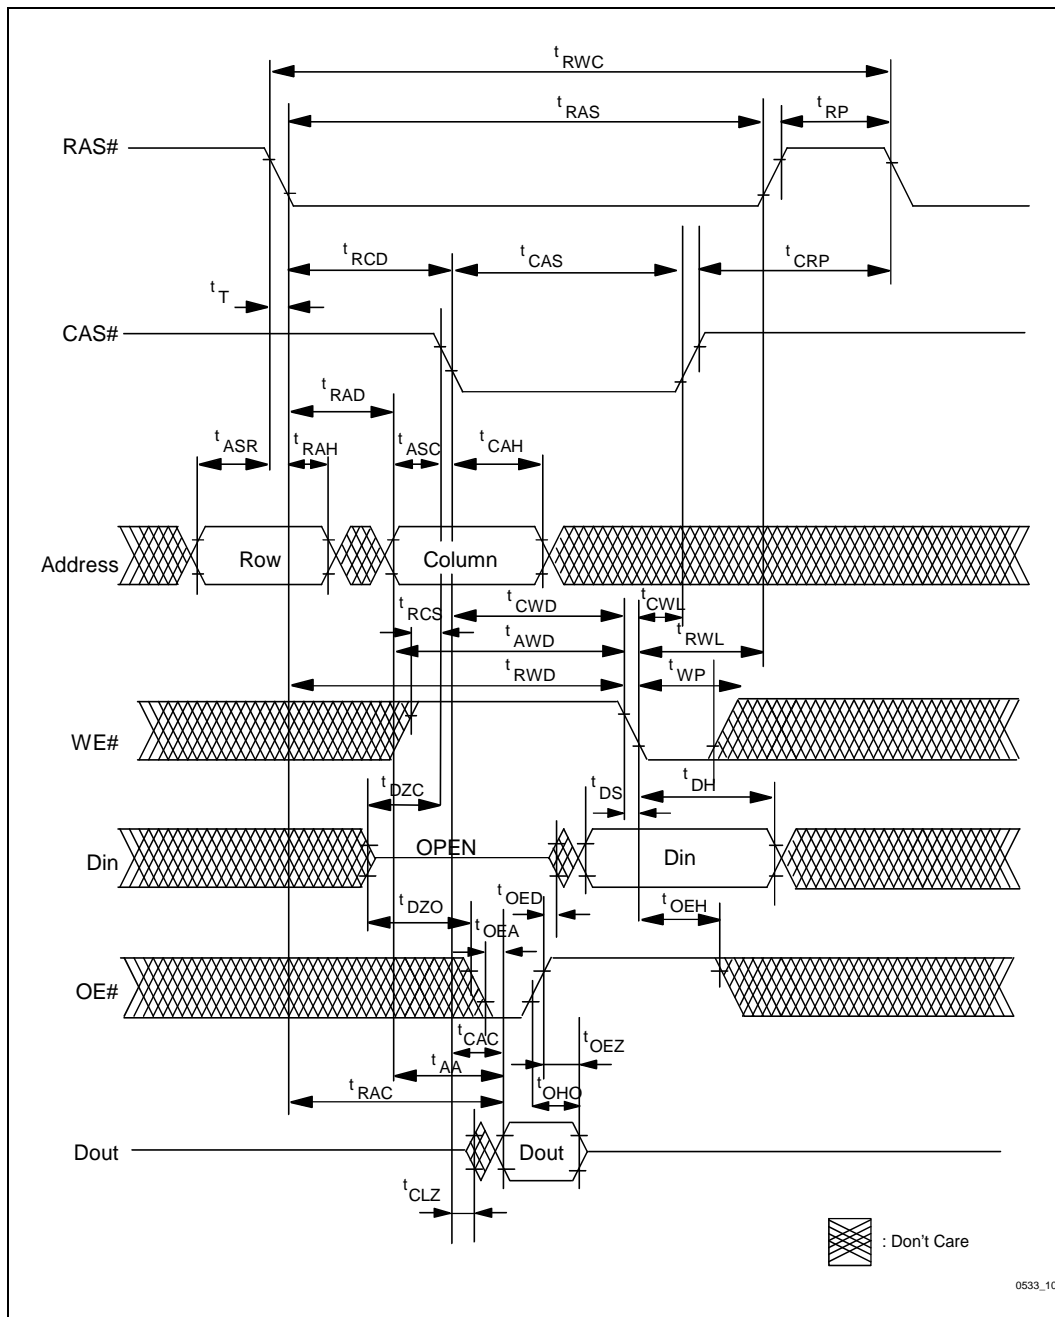 tRWC
tRAS
tRP
RAS#
tRCD
tCAS
tCRP
tT
CAS#
tRAD
tASR
tRAH
tASC
tCAH
Address
Row
Column
tRCS
tCWD
tCWL
tAWD
tRWL
tRWD
tWP
WE#
tDZC
tDS
tDH
Din
OPEN
Din
tDZO
tOED
tOEH
tOEA
OE#
tCAC
tOEZ
tAA
tRAC
tOHO
Dout
Dout
tCLZ
: Don't Care
0533_10